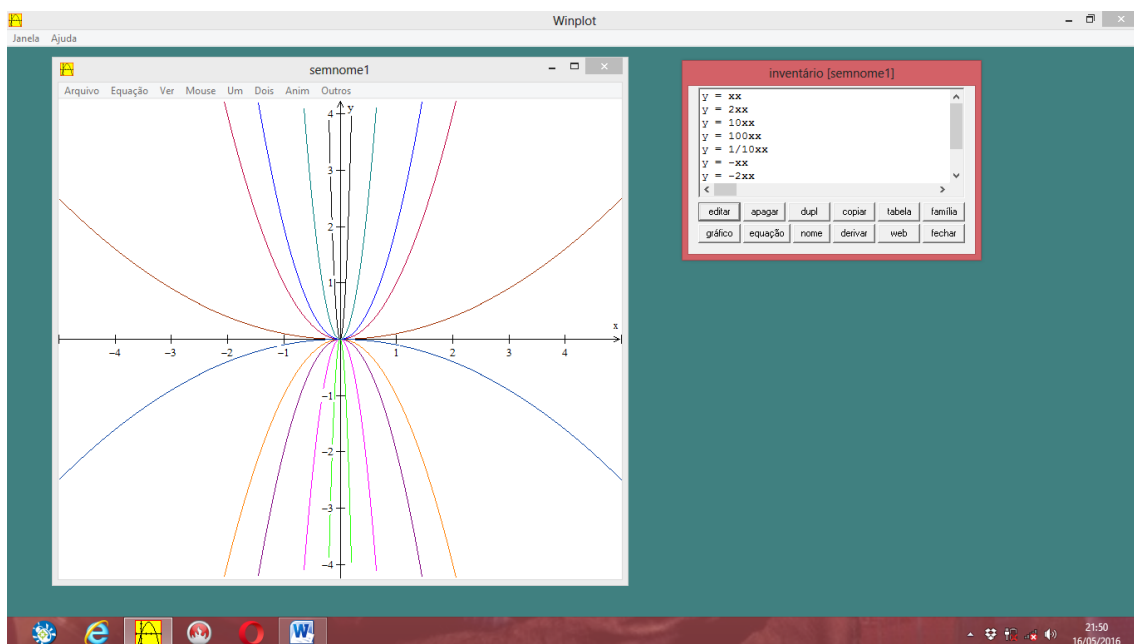 Winplot
Janela Ajuda
semnome1
Arquivo Equação Ver Mouse Um Dois Anim Outros
y
4
3
2
1
x
-4 -3 -2 -1 1 2 3 4
-1
-2
-3
-4
inventário [semnome1]
y = xx
y = 2xx
y = 10xx
y = 100xx
y = 1/10xx
y = -xx
y = -2xx
editar apagar dupl copiar tabela família
gráfico equação nome derivar web fechar
21:50
16/05/2016